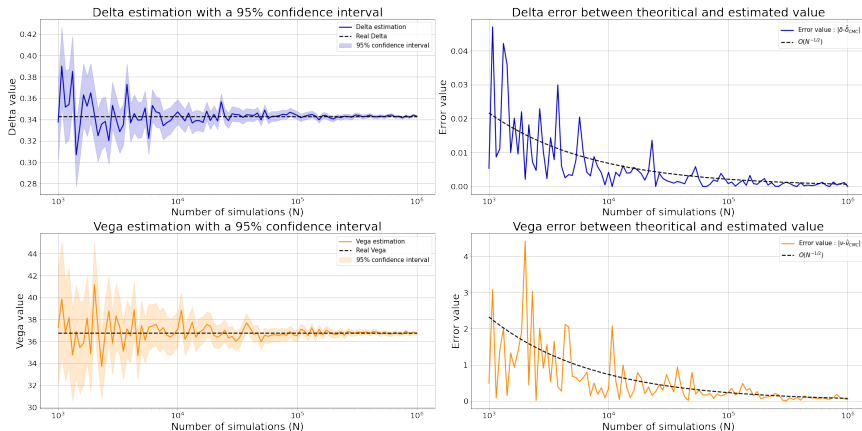 Delta estimation with a 95% confidence interval
Delta value
0.42
0.40
0.38
0.36
0.34
0.32
0.30
0.28
Delta estimation
Real Delta
95% confidence interval
10³ 10⁴ 10⁵ 10⁶
Number of simulations (N)
Delta error between theoritical and estimated value
Error value
0.04
0.03
0.02
0.01
0.00
Error value : |δ-δ̂_CMC|
O(N^-1/2)
10³ 10⁴ 10⁵ 10⁶
Number of simulations (N)
Vega estimation with a 95% confidence interval
Vega value
44
42
40
38
36
34
32
30
Vega estimation
Real Vega
95% confidence interval
10³ 10⁴ 10⁵ 10⁶
Number of simulations (N)
Vega error between theoritical and estimated value
Error value
4
3
2
1
0
Error value : |ν-ν̂_CMC|
O(N^-1/2)
10³ 10⁴ 10⁵ 10⁶
Number of simulations (N)